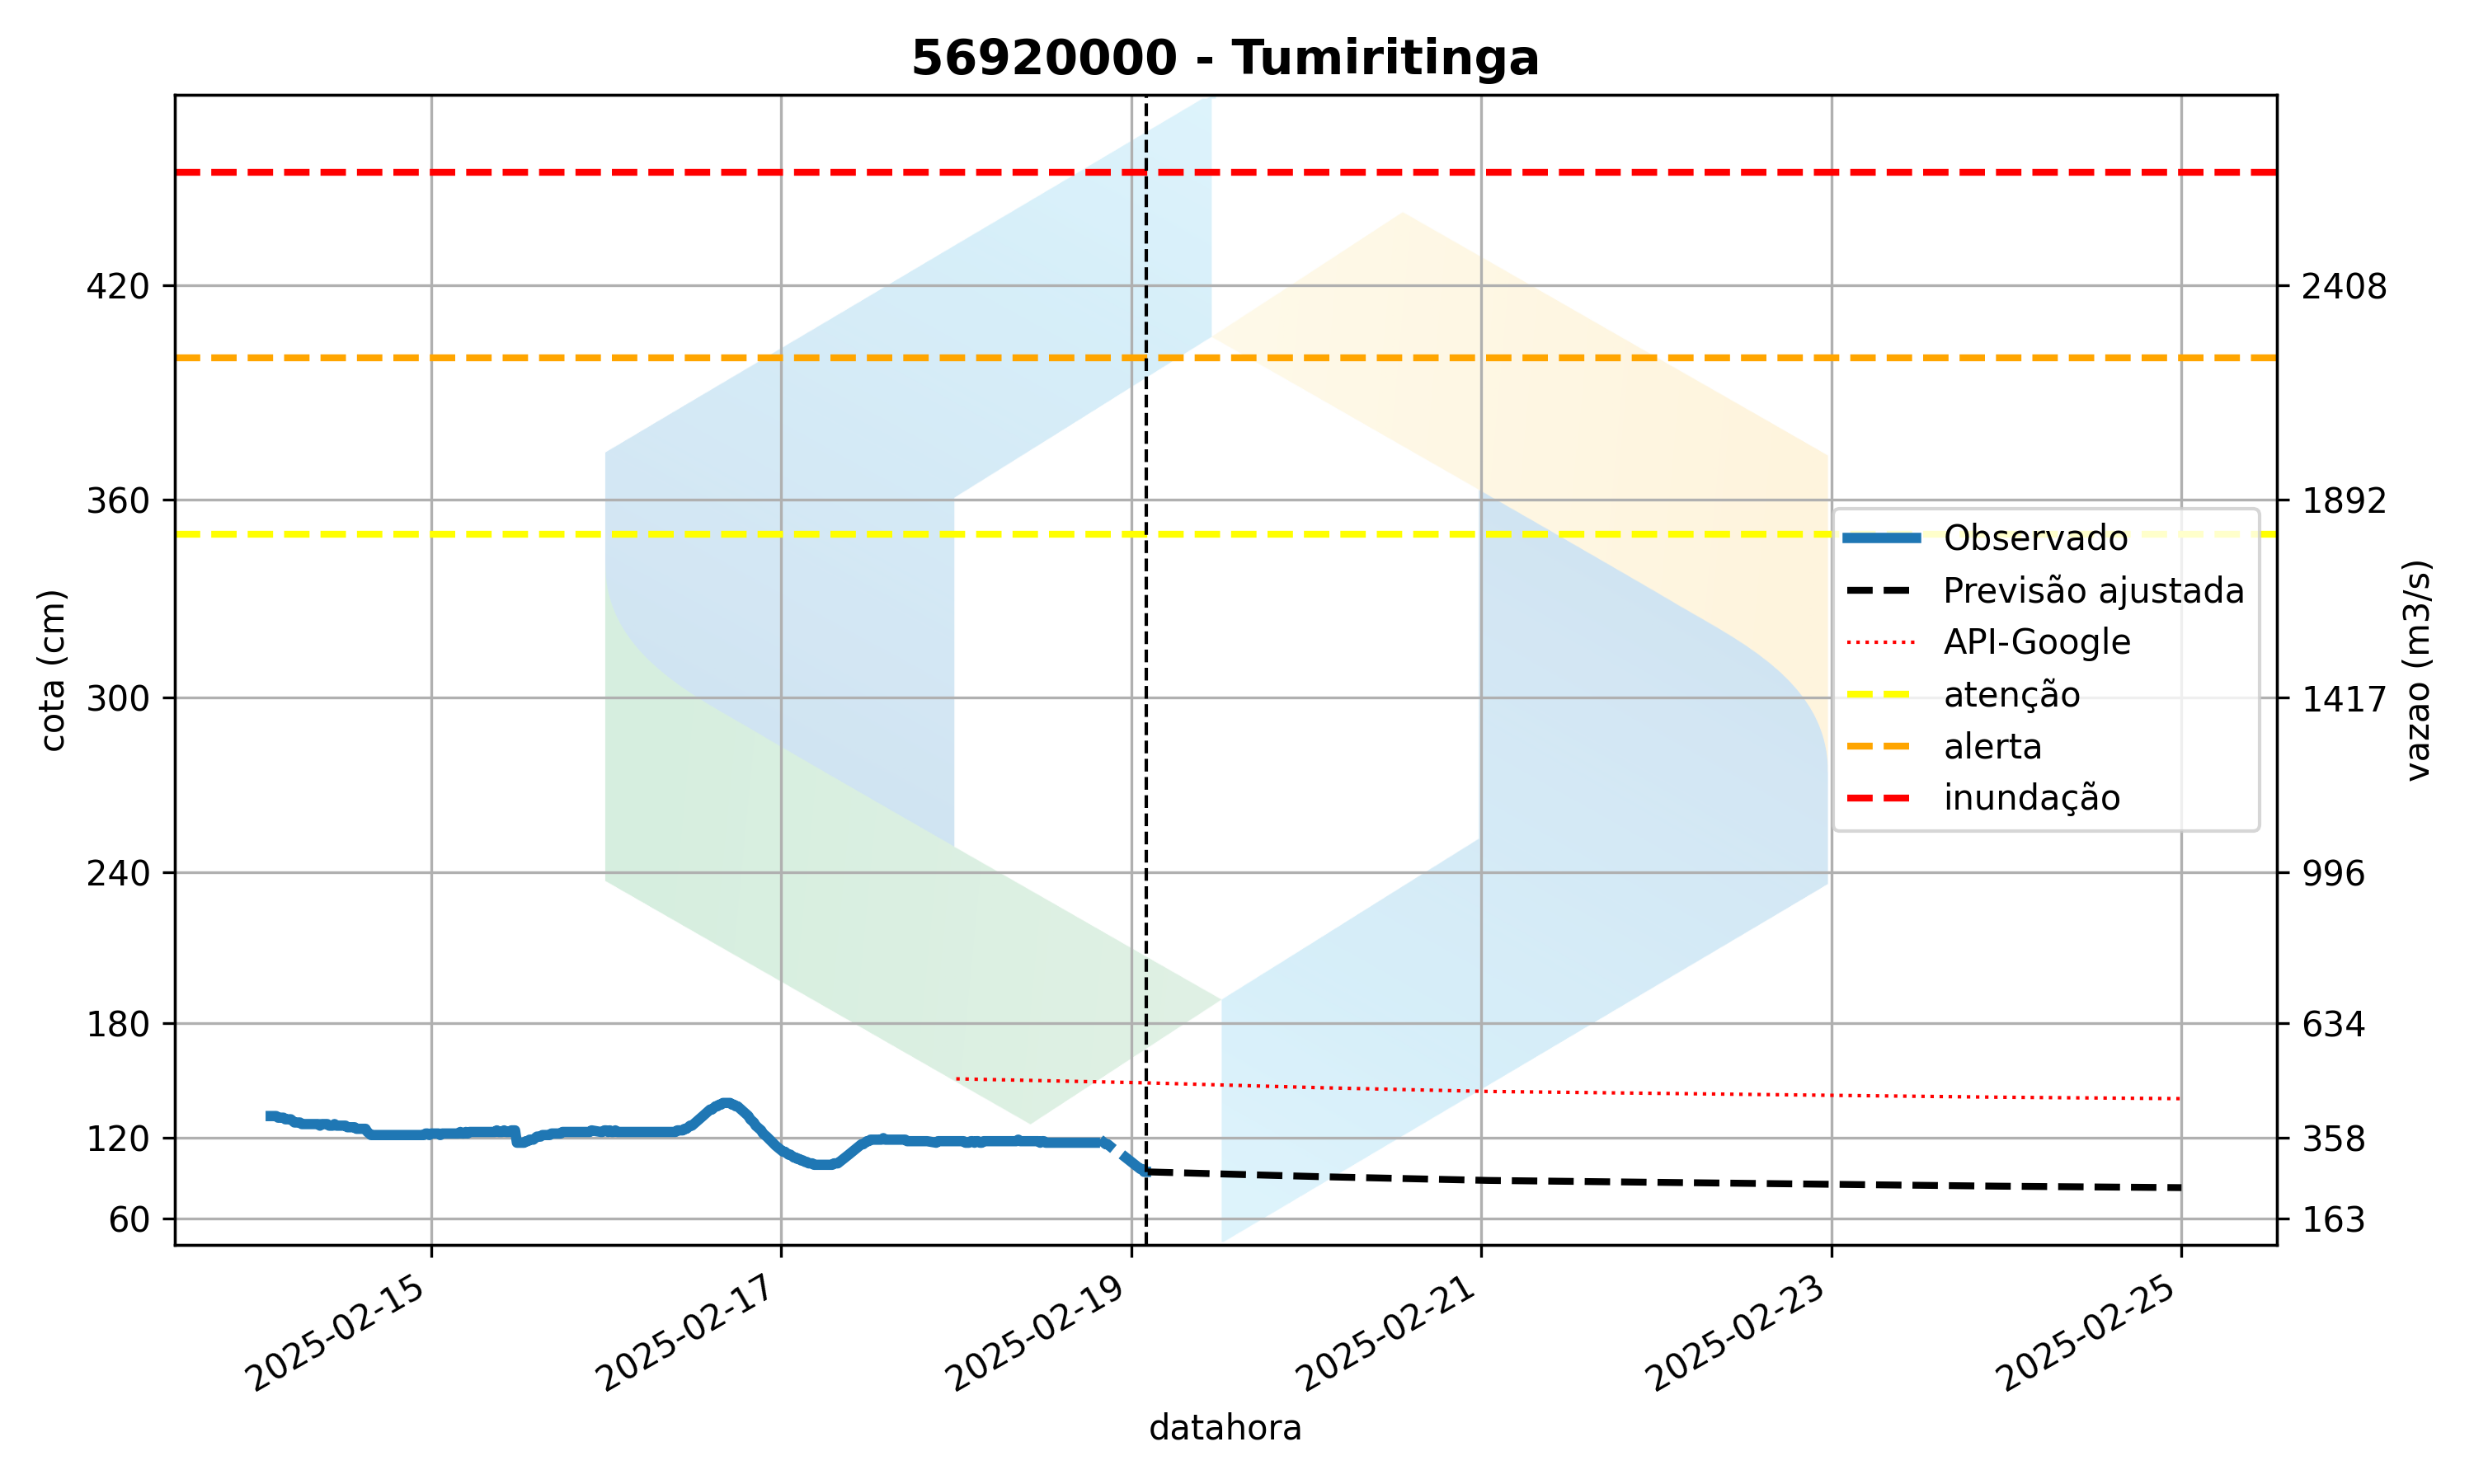 56920000 - Tumiritinga
cota (cm)
420
360
300
240
180
120
60
2408
1892
1417
996
634
358
163
vazao (m3/s)
Observado
Previsão ajustada
API-Google
atenção
alerta
inundação
2025-02-15
2025-02-17
2025-02-19
2025-02-21
2025-02-23
2025-02-25
datahora